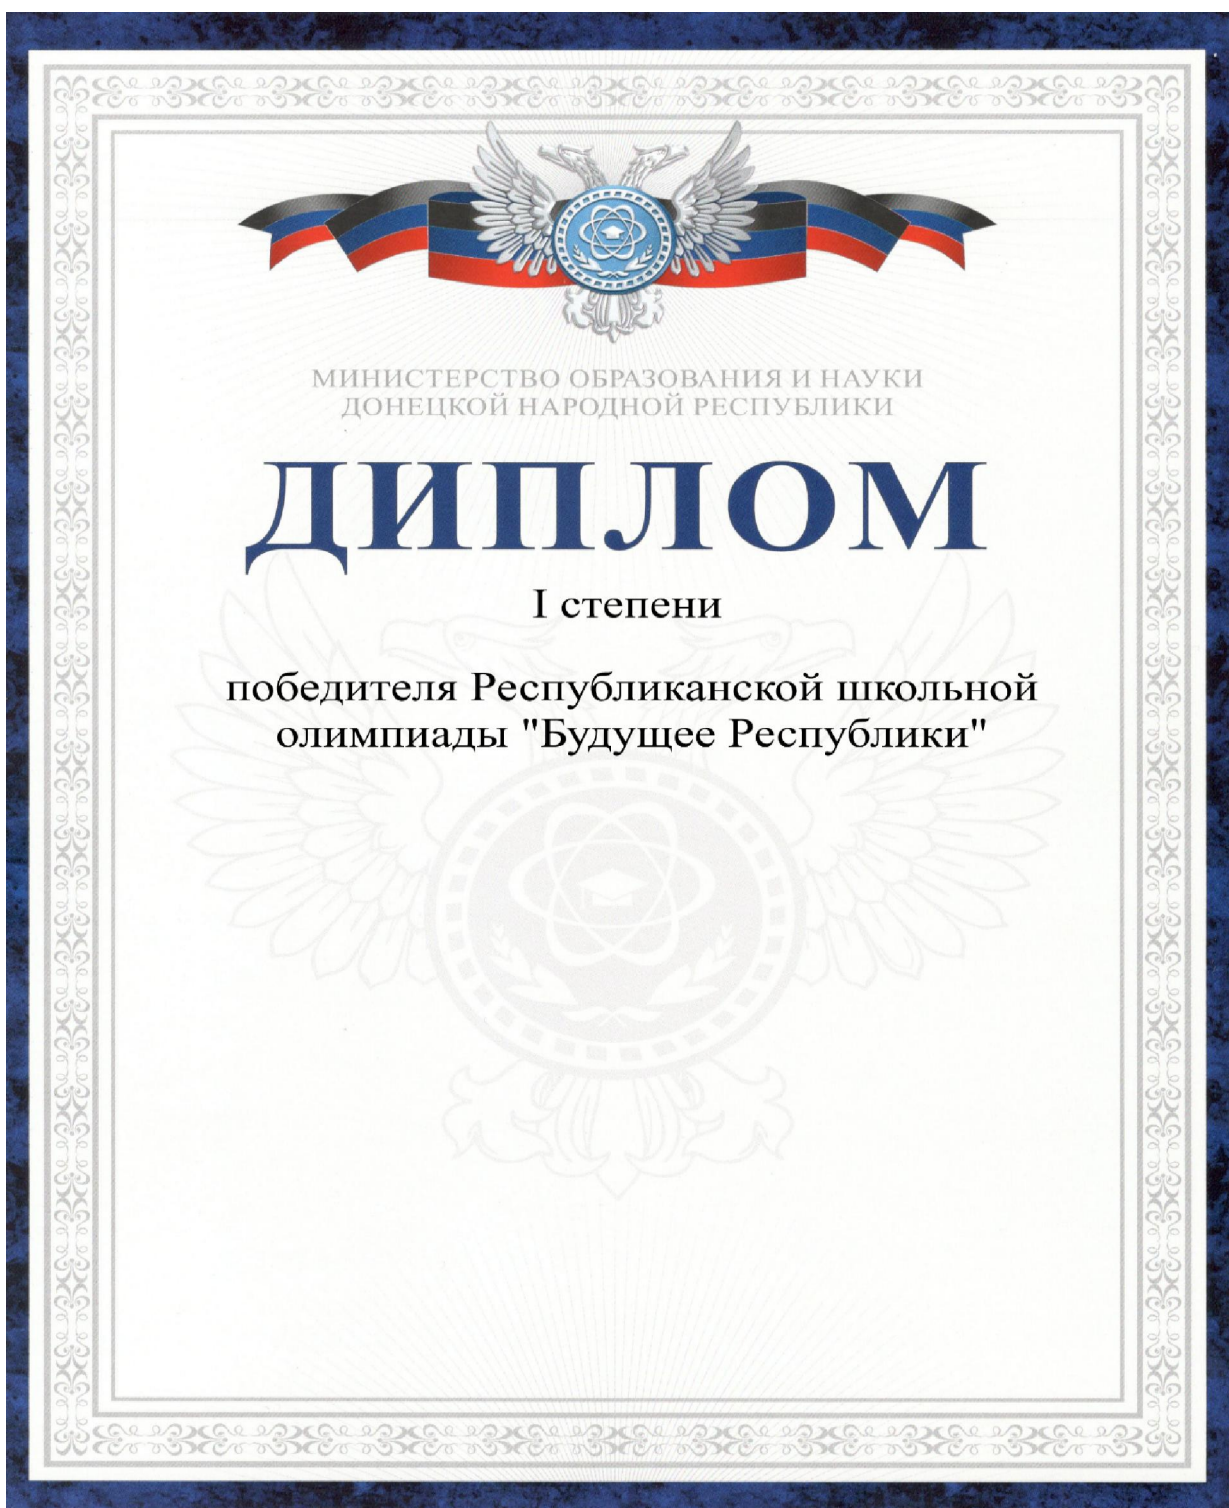 МИНИСТЕРСТВО ОБРАЗОВАНИЯ И НАУКИ
ДОНЕЦКОЙ НАРОДНОЙ РЕСПУБЛИКИ
ДИПЛОМ
I степени
победителя Республиканской школьной
олимпиады "Будущее Республики"